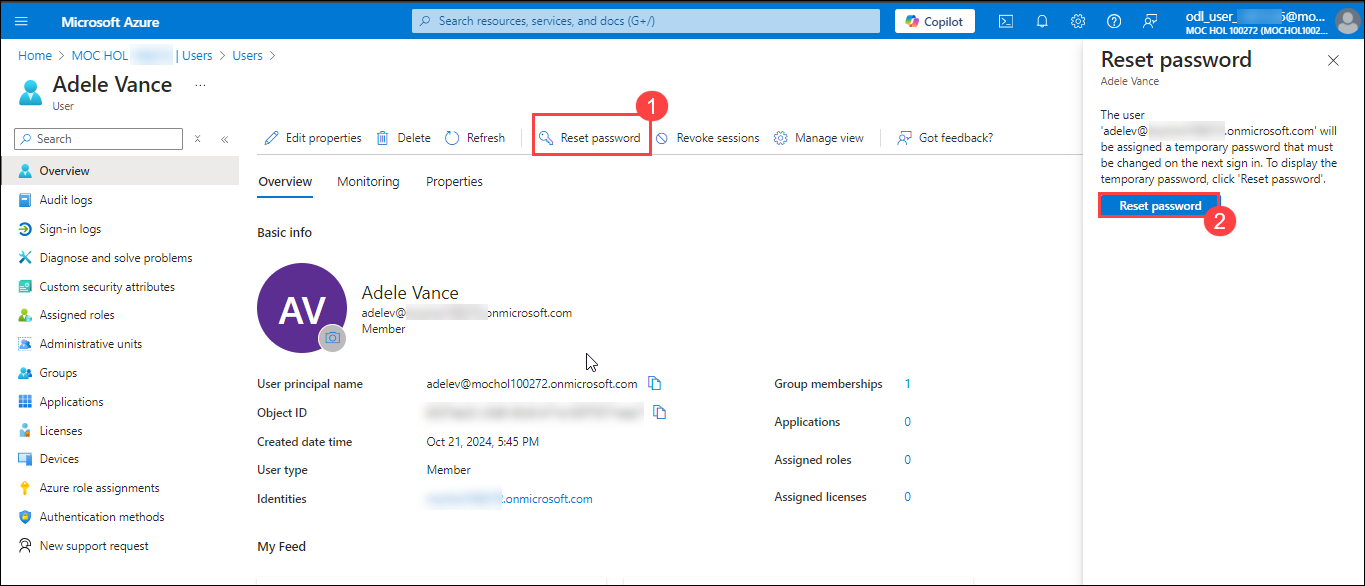 Microsoft Azure
Search resources, services, and docs (G+/)
Copilot
odl_user_ 5@mo...
MOC HOL 100272 (MOCHOL1002...
Home > MOC HOL | Users > Users >
Adele Vance ...
User
Search
Overview
Audit logs
Sign-in logs
Diagnose and solve problems
Custom security attributes
Assigned roles
Administrative units
Groups
Applications
Licenses
Devices
Azure role assignments
Authentication methods
New support request
Edit properties
Delete
Refresh
1
Reset password
Revoke sessions
Manage view
Got feedback?
Overview
Monitoring
Properties
Basic info
AV
Adele Vance
adelev@ onmicrosoft.com
Member
User principal name
adelev@mochol100272.onmicrosoft.com
Object ID
Created date time
Oct 21, 2024, 5:45 PM
User type
Member
Identities
.onmicrosoft.com
Group memberships
1
Applications
0
Assigned roles
0
Assigned licenses
0
My Feed
Reset password
Adele Vance
The user
'adelev@ .onmicrosoft.com' will
be assigned a temporary password that must
be changed on the next sign in. To display the
temporary password, click 'Reset password'.
Reset password
2